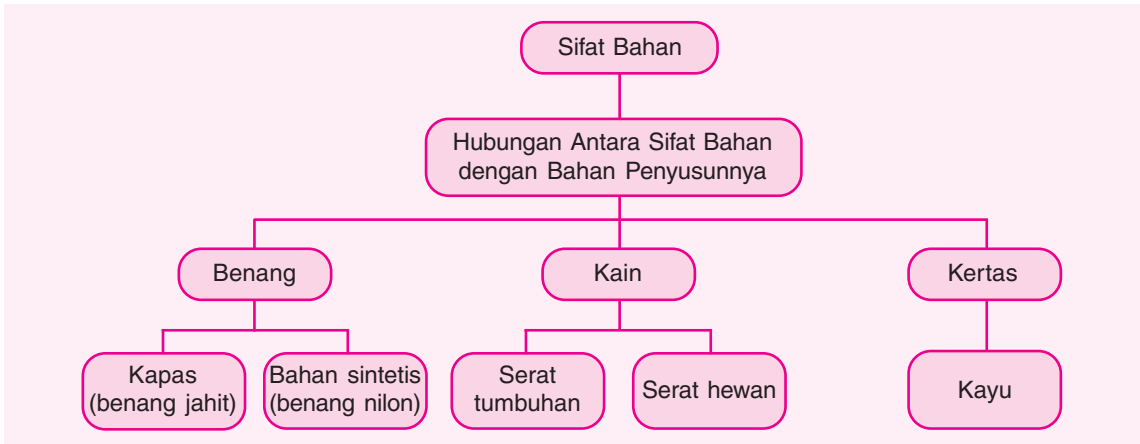 Sifat Bahan
Hubungan Antara Sifat Bahan
dengan Bahan Penyusunnya
Benang
Kain
Kertas
Kapas
(benang jahit)
Bahan sintetis
(benang nilon)
Serat
tumbuhan
Serat hewan
Kayu